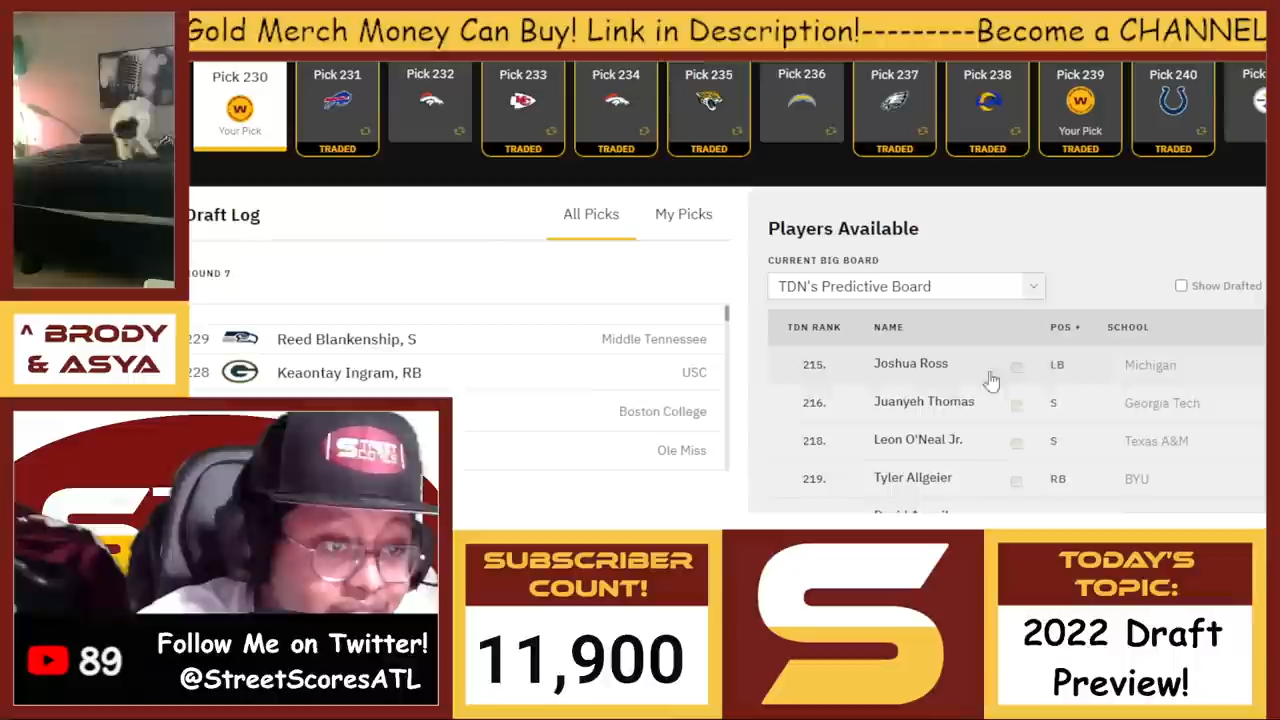 Gold Merch Money Can Buy! Link in Description!---------Become a CHANNEL
Pick 230
W
Your Pick
Pick 231
TRADED
Pick 232
Pick 233
TRADED
Pick 234
TRADED
Pick 235
TRADED
Pick 236
Pick 237
TRADED
Pick 238
TRADED
Pick 239
W
Your Pick
TRADED
Pick 240
TRADED
Pick
Draft Log
All Picks
My Picks
OUND 7
229 Reed Blankenship, S Middle Tennessee
228 Keaontay Ingram, RB USC
Boston College
Ole Miss
Players Available
CURRENT BIG BOARD
TDN's Predictive Board
Show Drafted
TDN RANK NAME POS SCHOOL
215. Joshua Ross LB Michigan
216. Juanyeh Thomas S Georgia Tech
218. Leon O'Neal Jr. S Texas A&M
219. Tyler Allgeier RB BYU
^ BRODY
& ASYA
STREET
SCORES
89
Follow Me on Twitter!
@StreetScoresATL
SUBSCRIBER
COUNT!
11,900
S
TODAY'S
TOPIC:
2022 Draft
Preview!